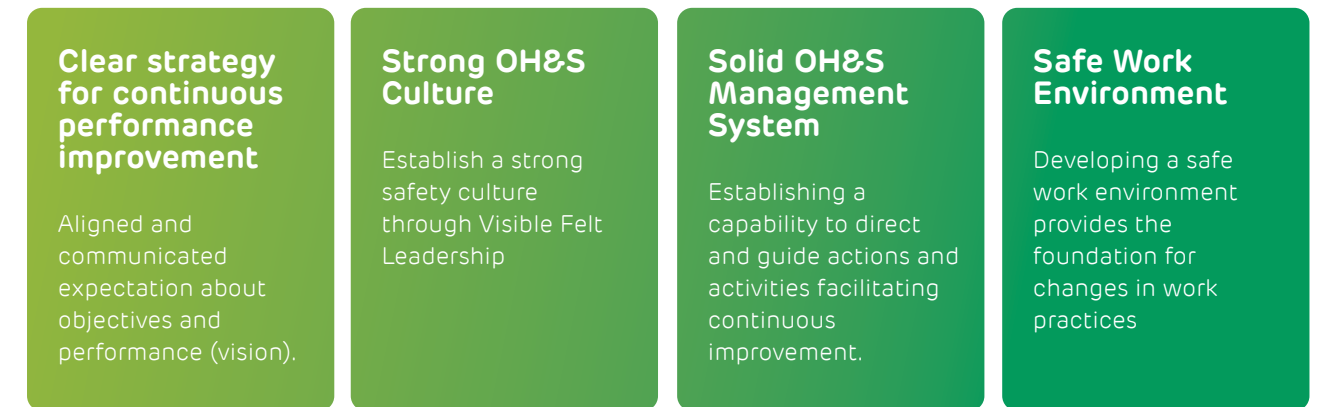 Clear strategy
for continuous
performance
improvement
Aligned and
communicated
expectation about
objectives and
performance (vision).
Strong OH&S
Culture
Establish a strong
safety culture
through Visible Felt
Leadership
Solid OH&S
Management
System
Establishing a
capability to direct
and guide actions and
activities facilitating
continuous
improvement.
Safe Work
Environment
Developing a safe
work environment
provides the
foundation for
changes in work
practices